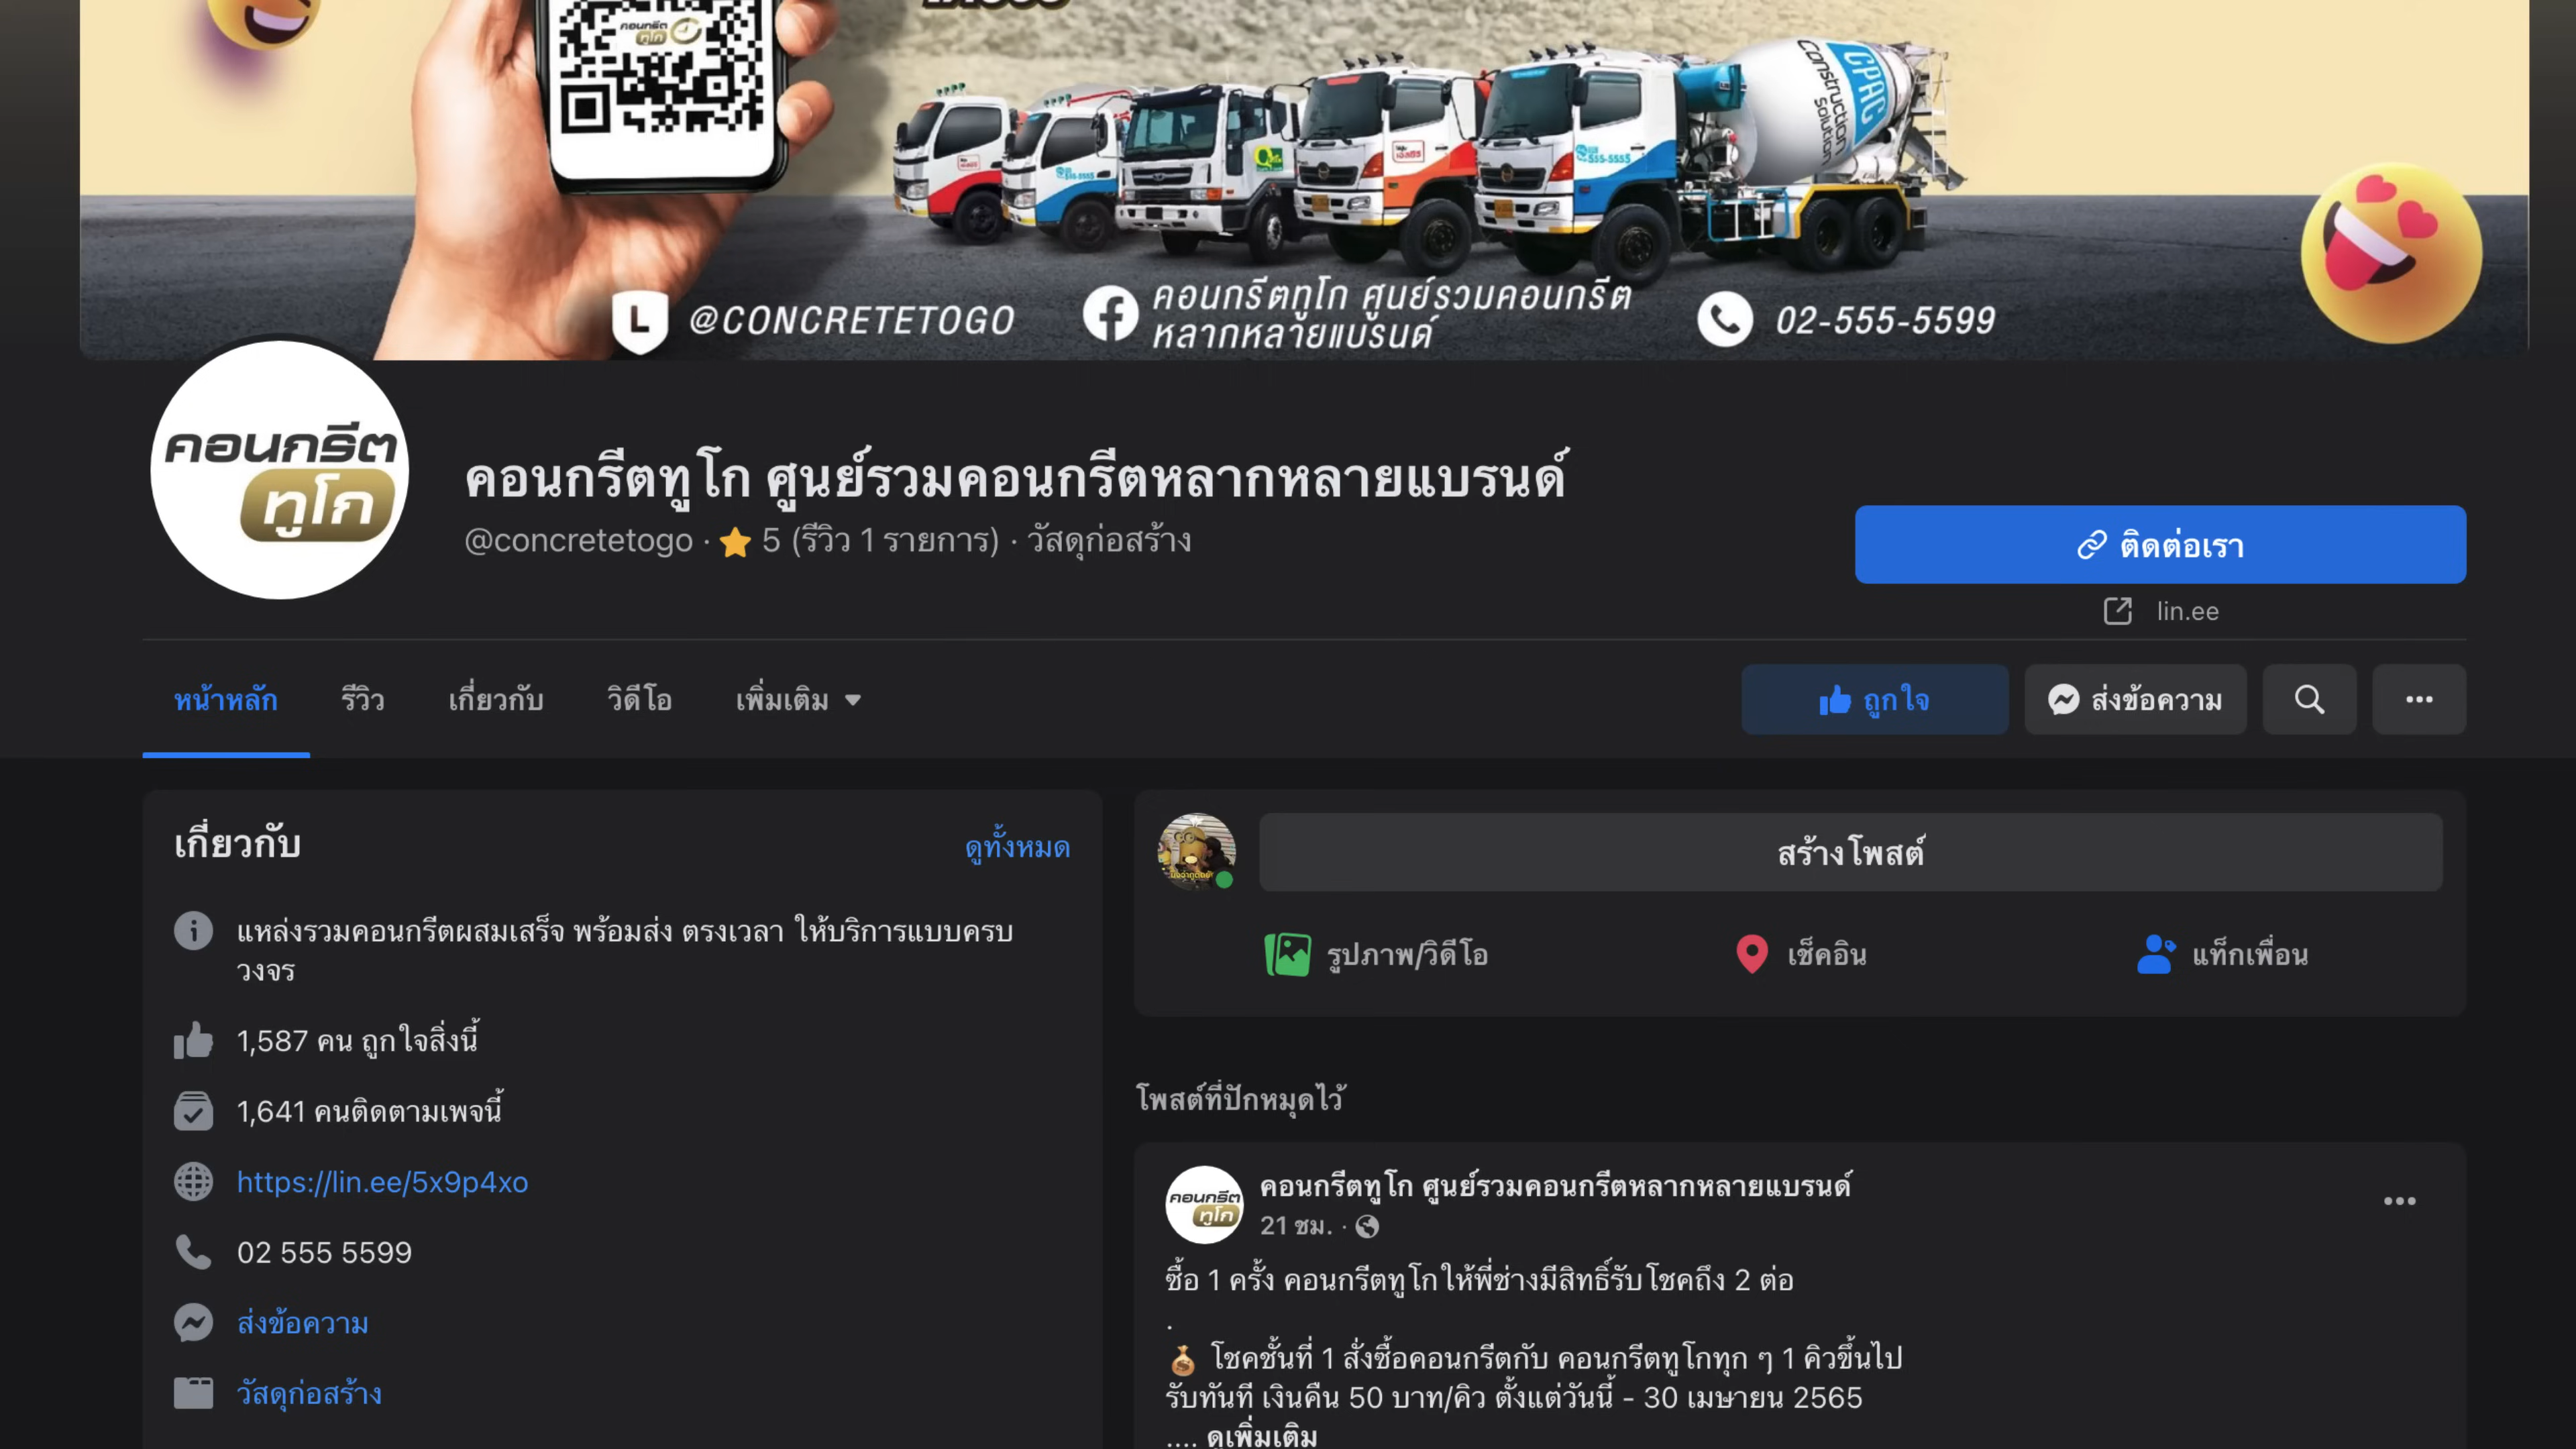 คอนกรีต
ทูโก
CPAC
Construction
Solution
555-5555
@CONCRETETOGO
คอนกรีตทูโก ศูนย์รวมคอนกรีต
หลากหลายแบรนด์
02-555-5599
คอนกรีต
ทูโก
คอนกรีตทูโก ศูนย์รวมคอนกรีตหลากหลายแบรนด์
@concretetogo · 5 (รีวิว 1 รายการ) · วัสดุก่อสร้าง
ติดต่อเรา
lin.ee
หน้าหลัก
รีวิว
เกี่ยวกับ
วิดีโอ
เพิ่มเติม
ถูกใจ
ส่งข้อความ
เกี่ยวกับ
ดูทั้งหมด
แหล่งรวมคอนกรีตผสมเสร็จ พร้อมส่ง ตรงเวลา ให้บริการแบบครบ
วงจร
1,587 คน ถูกใจสิ่งนี้
1,641 คนติดตามเพจนี้
https://lin.ee/5x9p4xo
02 555 5599
ส่งข้อความ
วัสดุก่อสร้าง
สร้างโพสต์
รูปภาพ/วิดีโอ
เช็คอิน
แท็กเพื่อน
โพสต์ที่ปักหมุดไว้
คอนกรีต
ทูโก
คอนกรีตทูโก ศูนย์รวมคอนกรีตหลากหลายแบรนด์
21 ชม. ·
ซื้อ 1 ครั้ง คอนกรีตทูโกให้พี่ช่างมีสิทธิ์รับโชคถึง 2 ต่อ
.
โชคชั้นที่ 1 สั่งซื้อคอนกรีตกับ คอนกรีตทูโกทุก ๆ 1 คิวขึ้นไป
รับทันที เงินคืน 50 บาท/คิว ตั้งแต่วันนี้ - 30 เมษายน 2565
.... ดูเพิ่มเติม